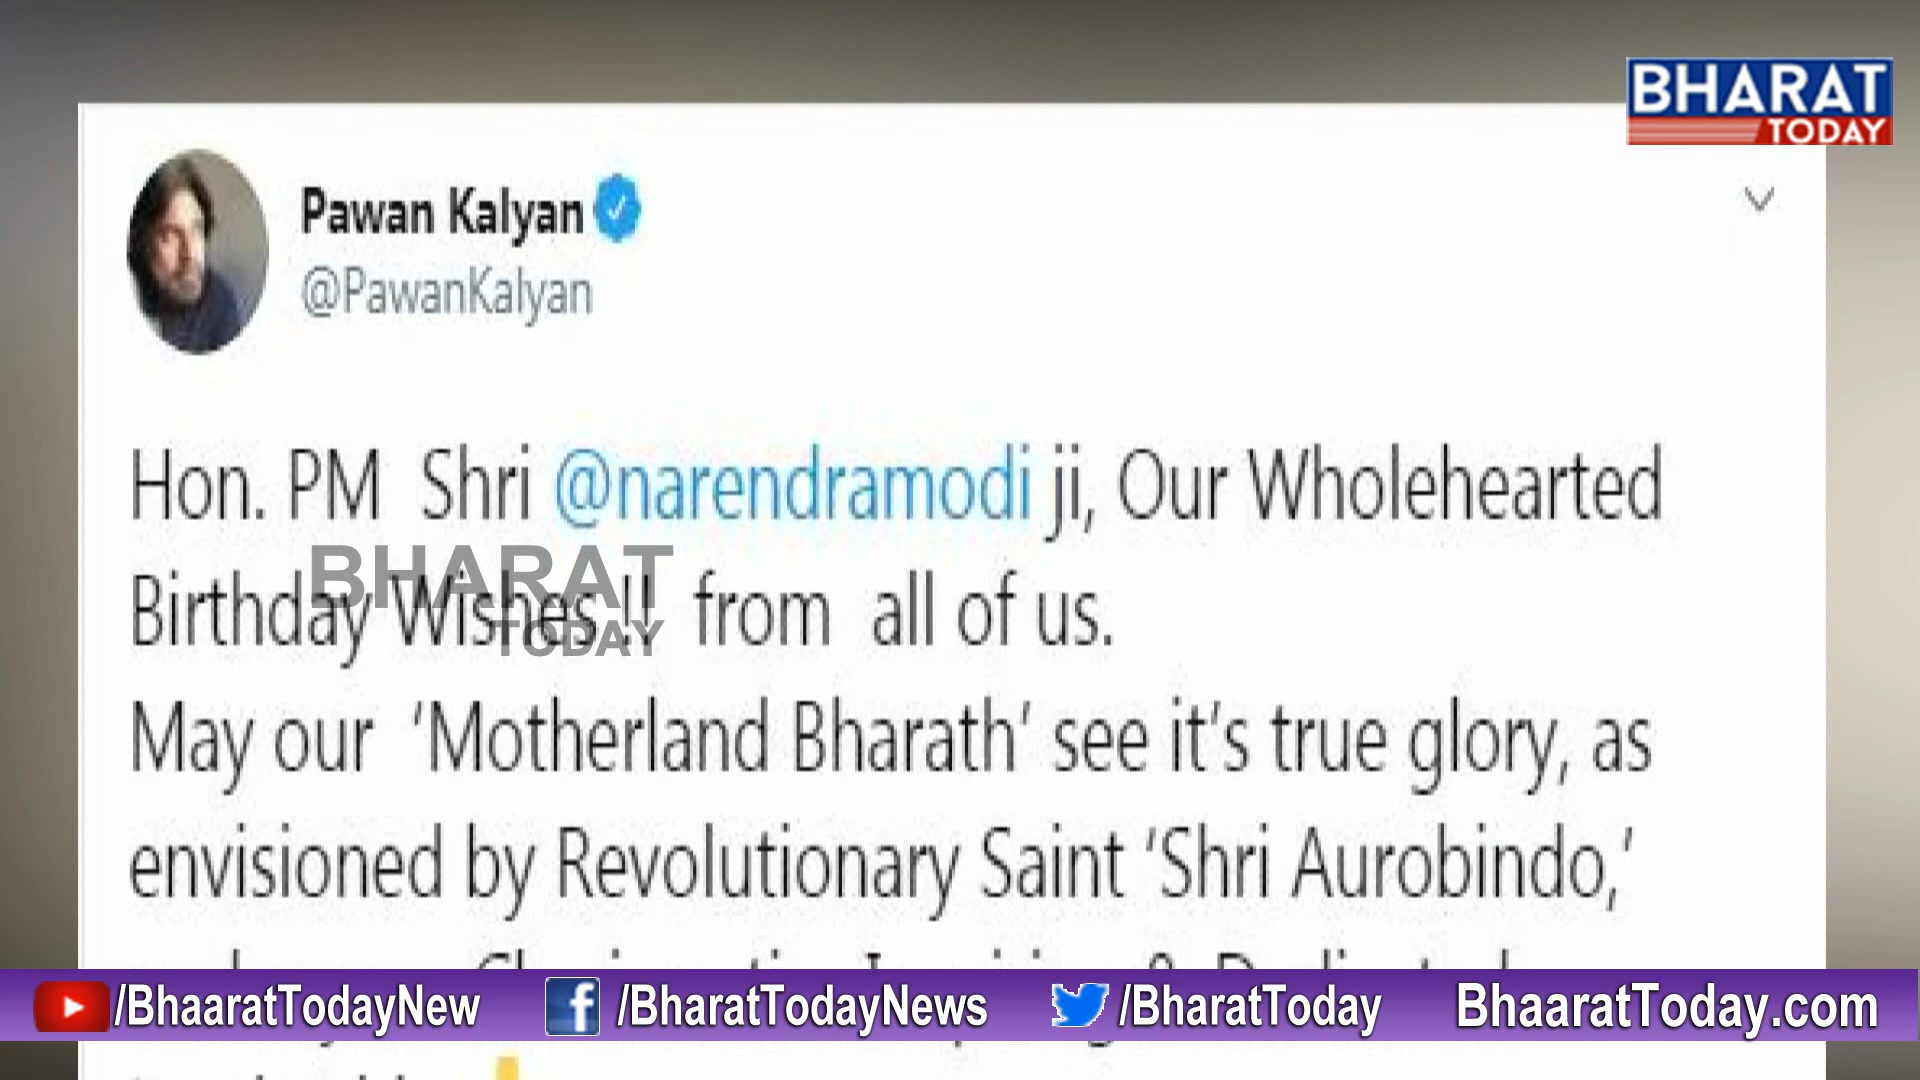 BHARAT
TODAY
Pawan Kalyan
@PawanKalyan
Hon. PM Shri @narendramodi ji, Our Wholehearted
Birthday Wishes !! from all of us.
BHARAT
TODAY
May our ‘Motherland Bharath’ see it’s true glory, as
envisioned by Revolutionary Saint ‘Shri Aurobindo,’
/BhaaratTodayNew /BharatTodayNews /BharatToday BhaaratToday.com